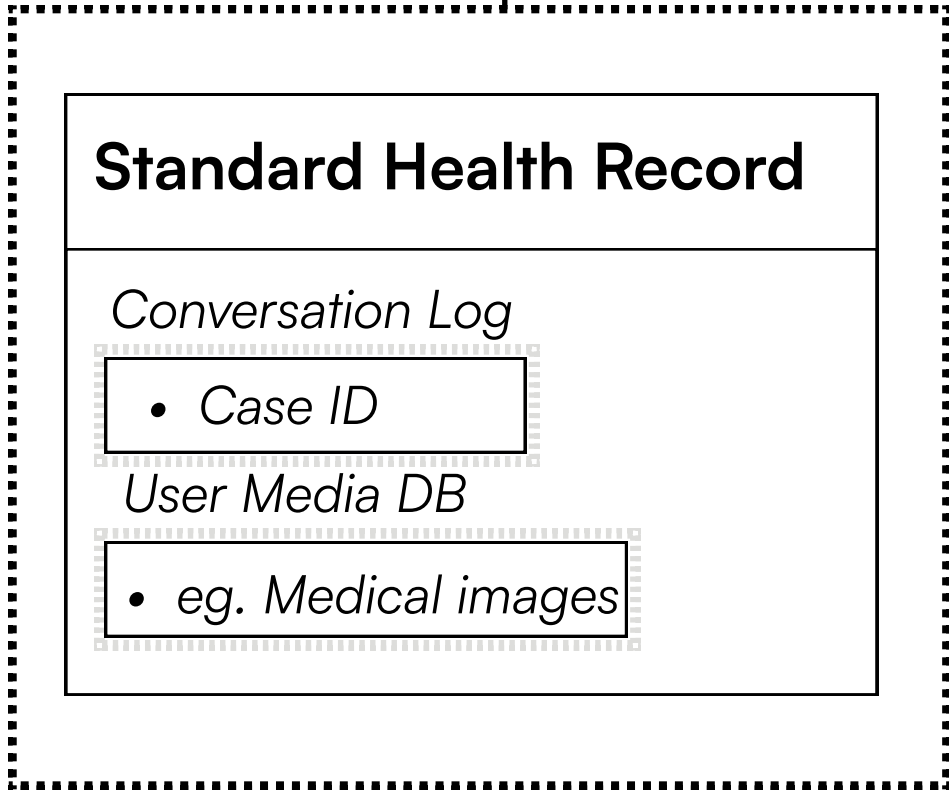 Standard Health Record
Conversation Log
• Case ID
User Media DB
• eg. Medical images